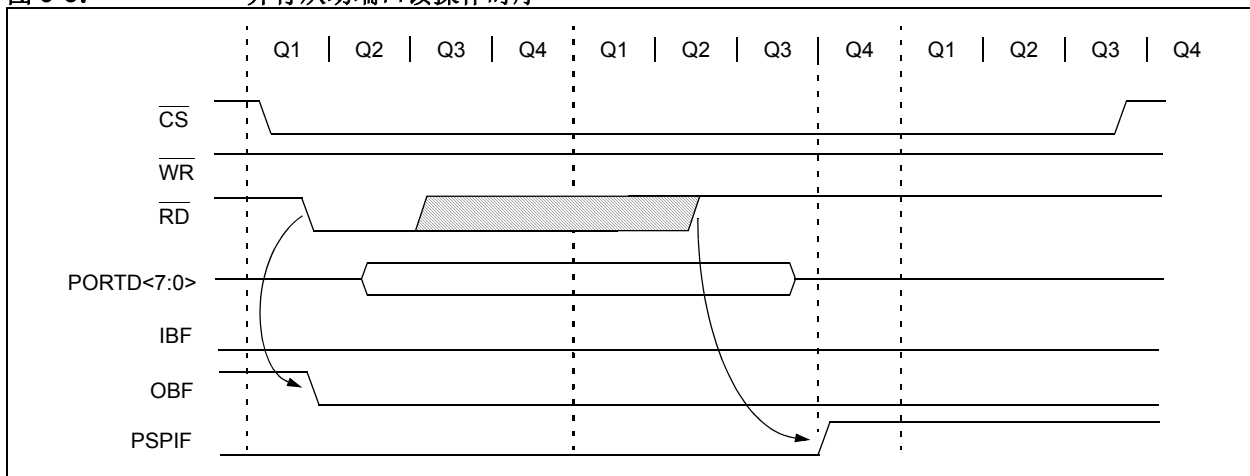 Q1 | Q2 | Q3 | Q4 Q1 | Q2 | Q3 | Q4 Q1 | Q2 | Q3 | Q4
CS
WR
RD
PORTD<7:0>
IBF
OBF
PSPIF